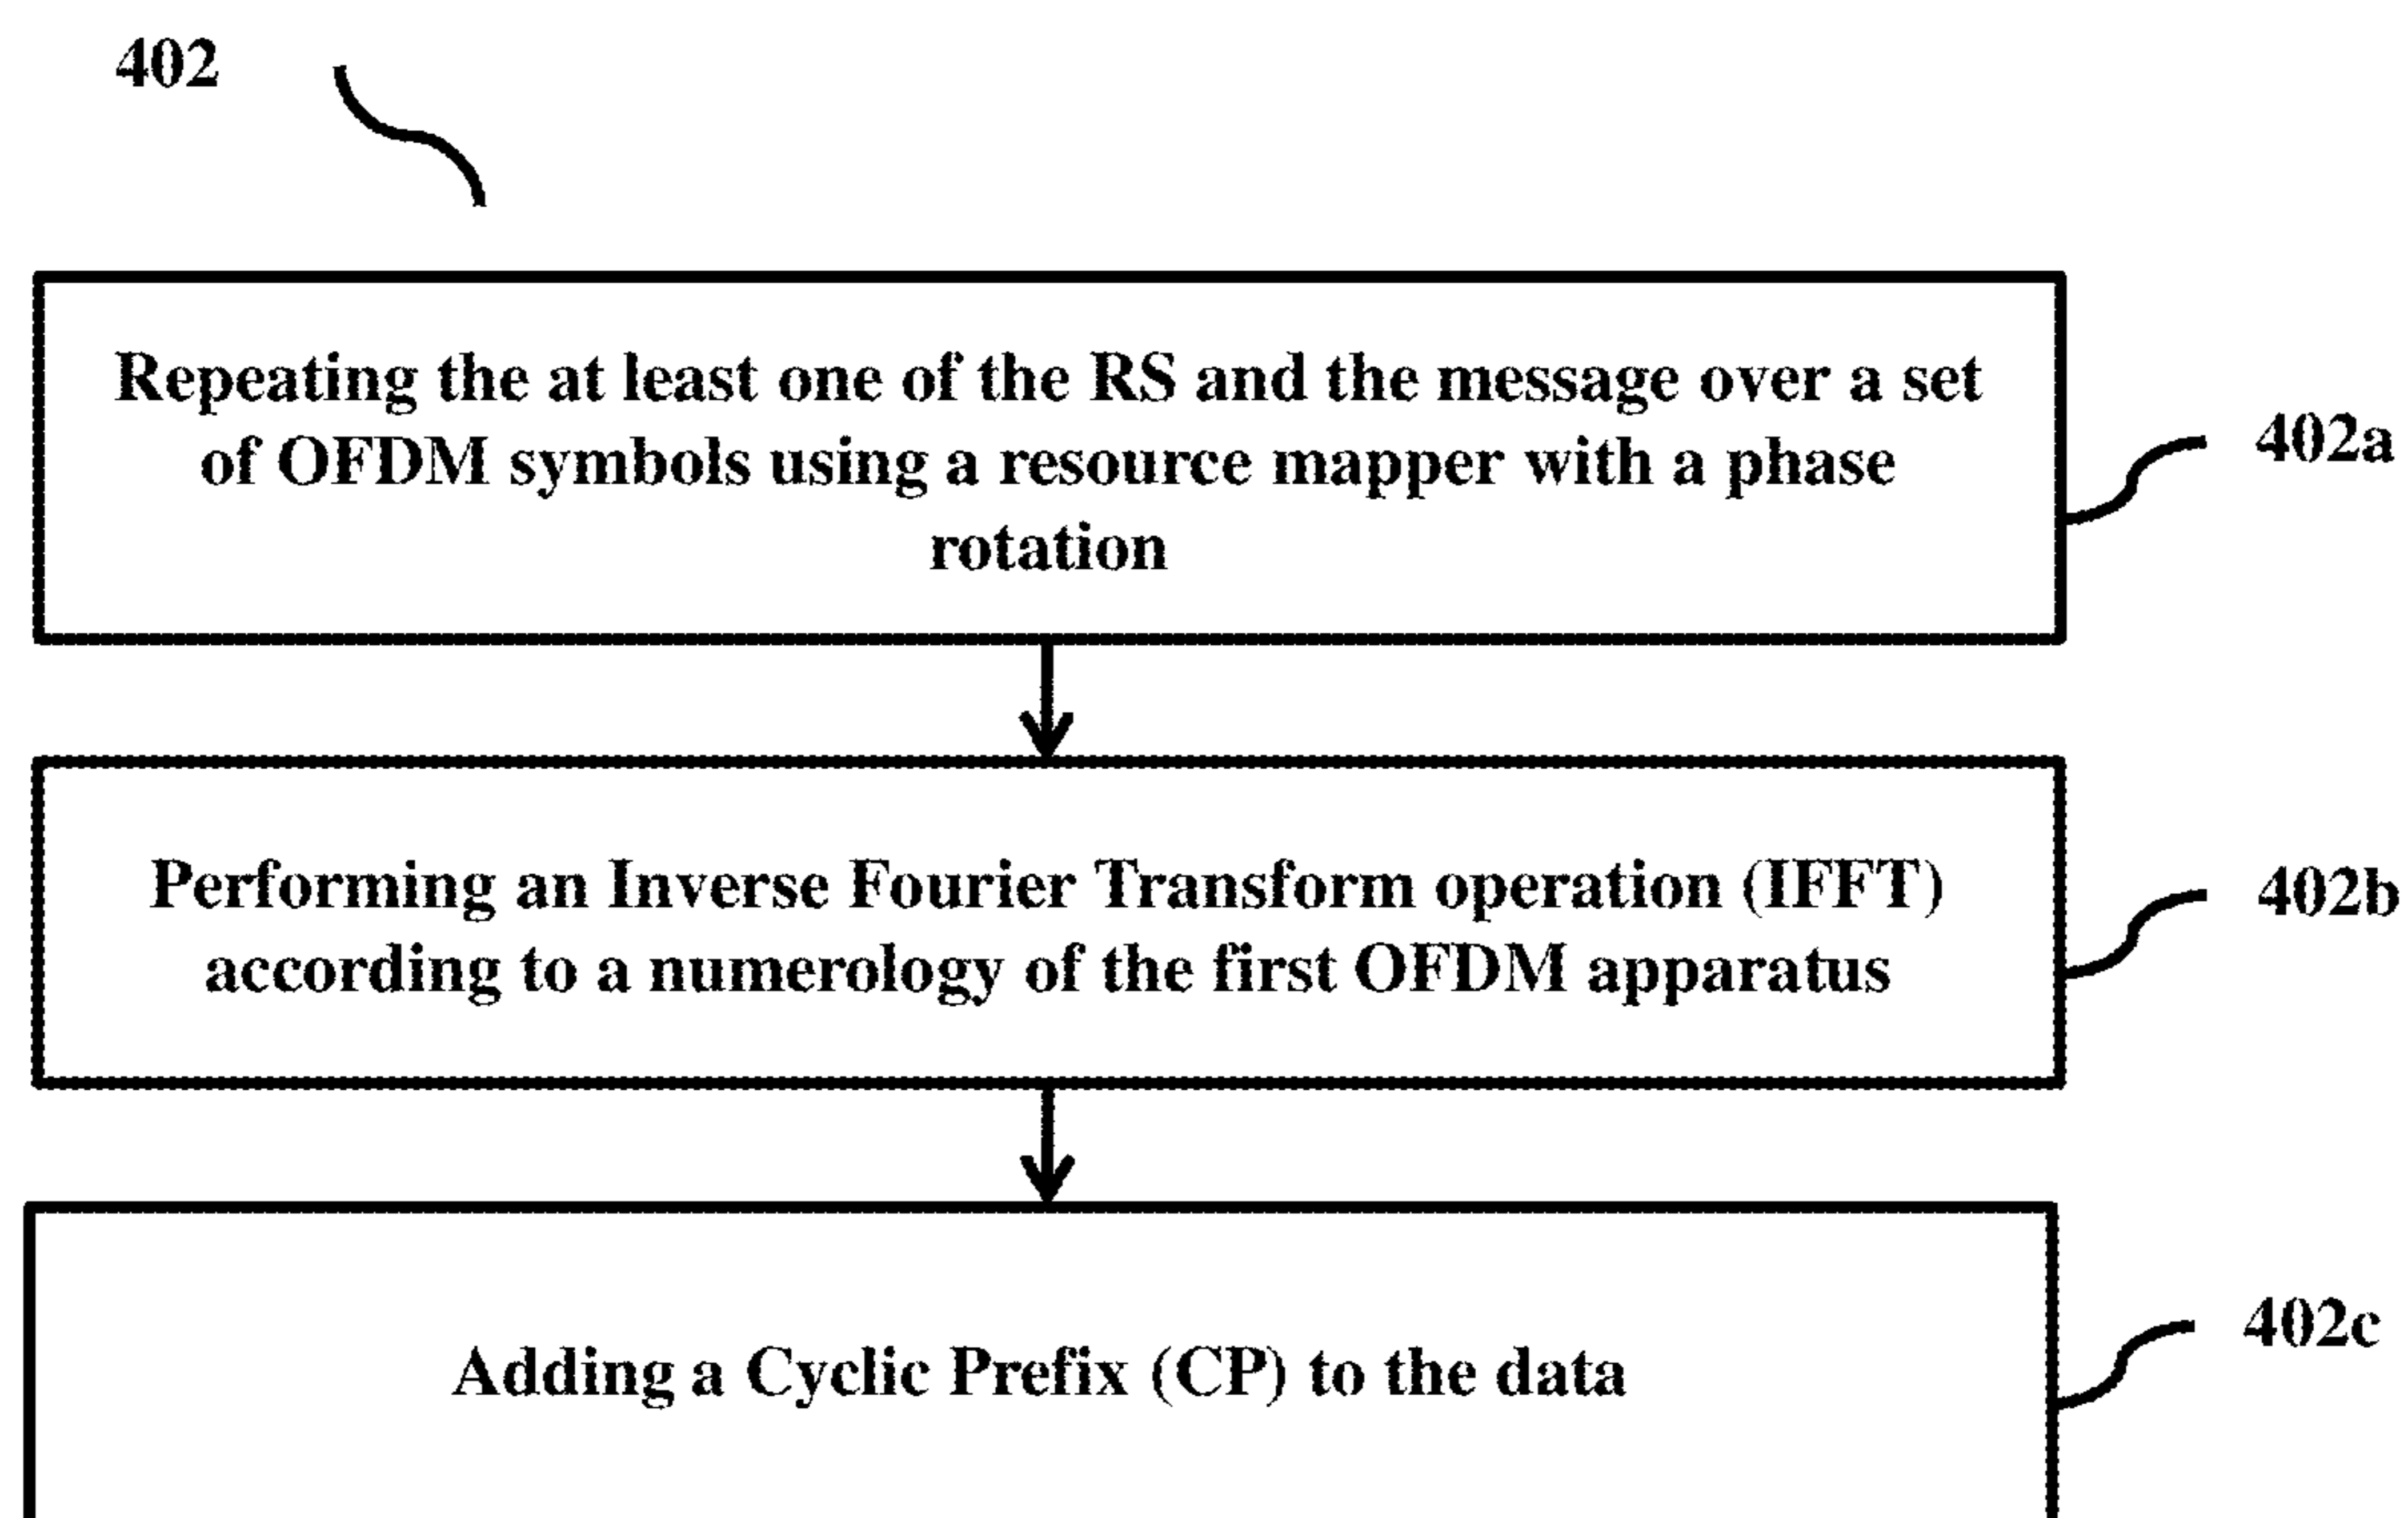 402
Repeating the at least one of the RS and the message over a set
of OFDM symbols using a resource mapper with a phase
rotation
402a
Performing an Inverse Fourier Transform operation (IFFT)
according to a numerology of the first OFDM apparatus
402b
Adding a Cyclic Prefix (CP) to the data
402c